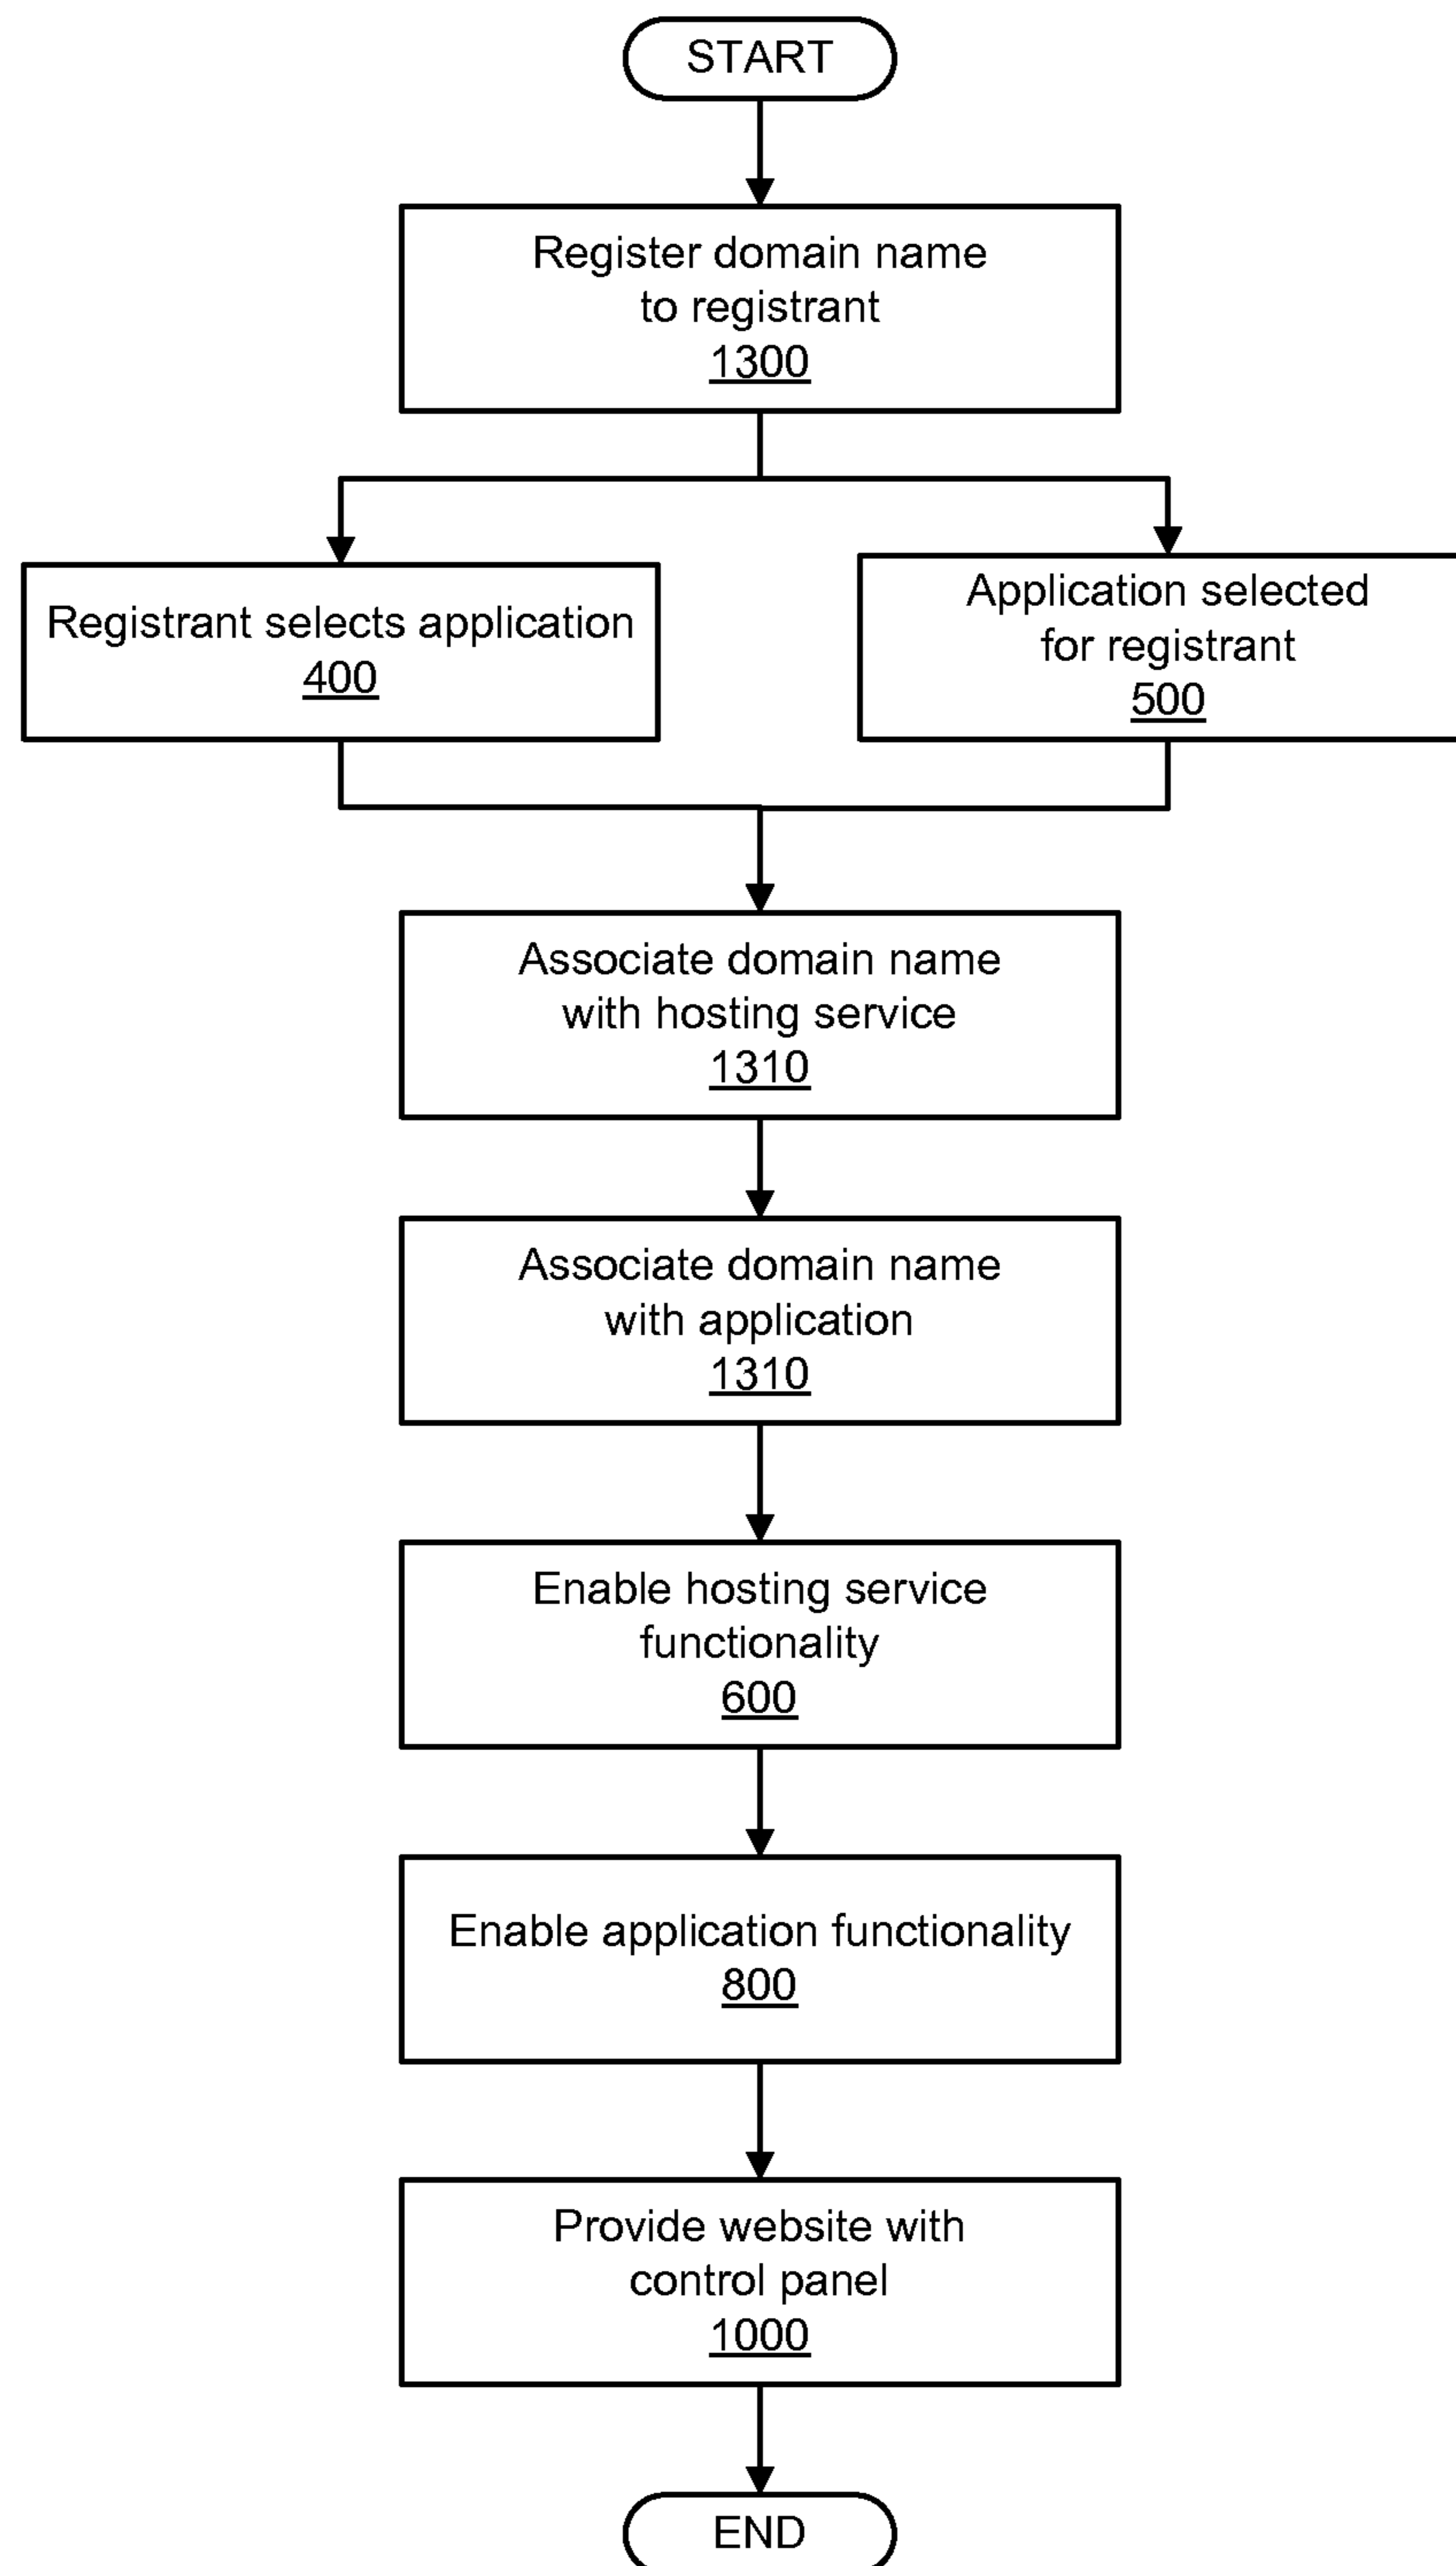 START
Register domain name
to registrant
1300
Registrant selects application
400
Application selected
for registrant
500
Associate domain name
with hosting service
1310
Associate domain name
with application
1310
Enable hosting service
functionality
600
Enable application functionality
800
Provide website with
control panel
1000
END